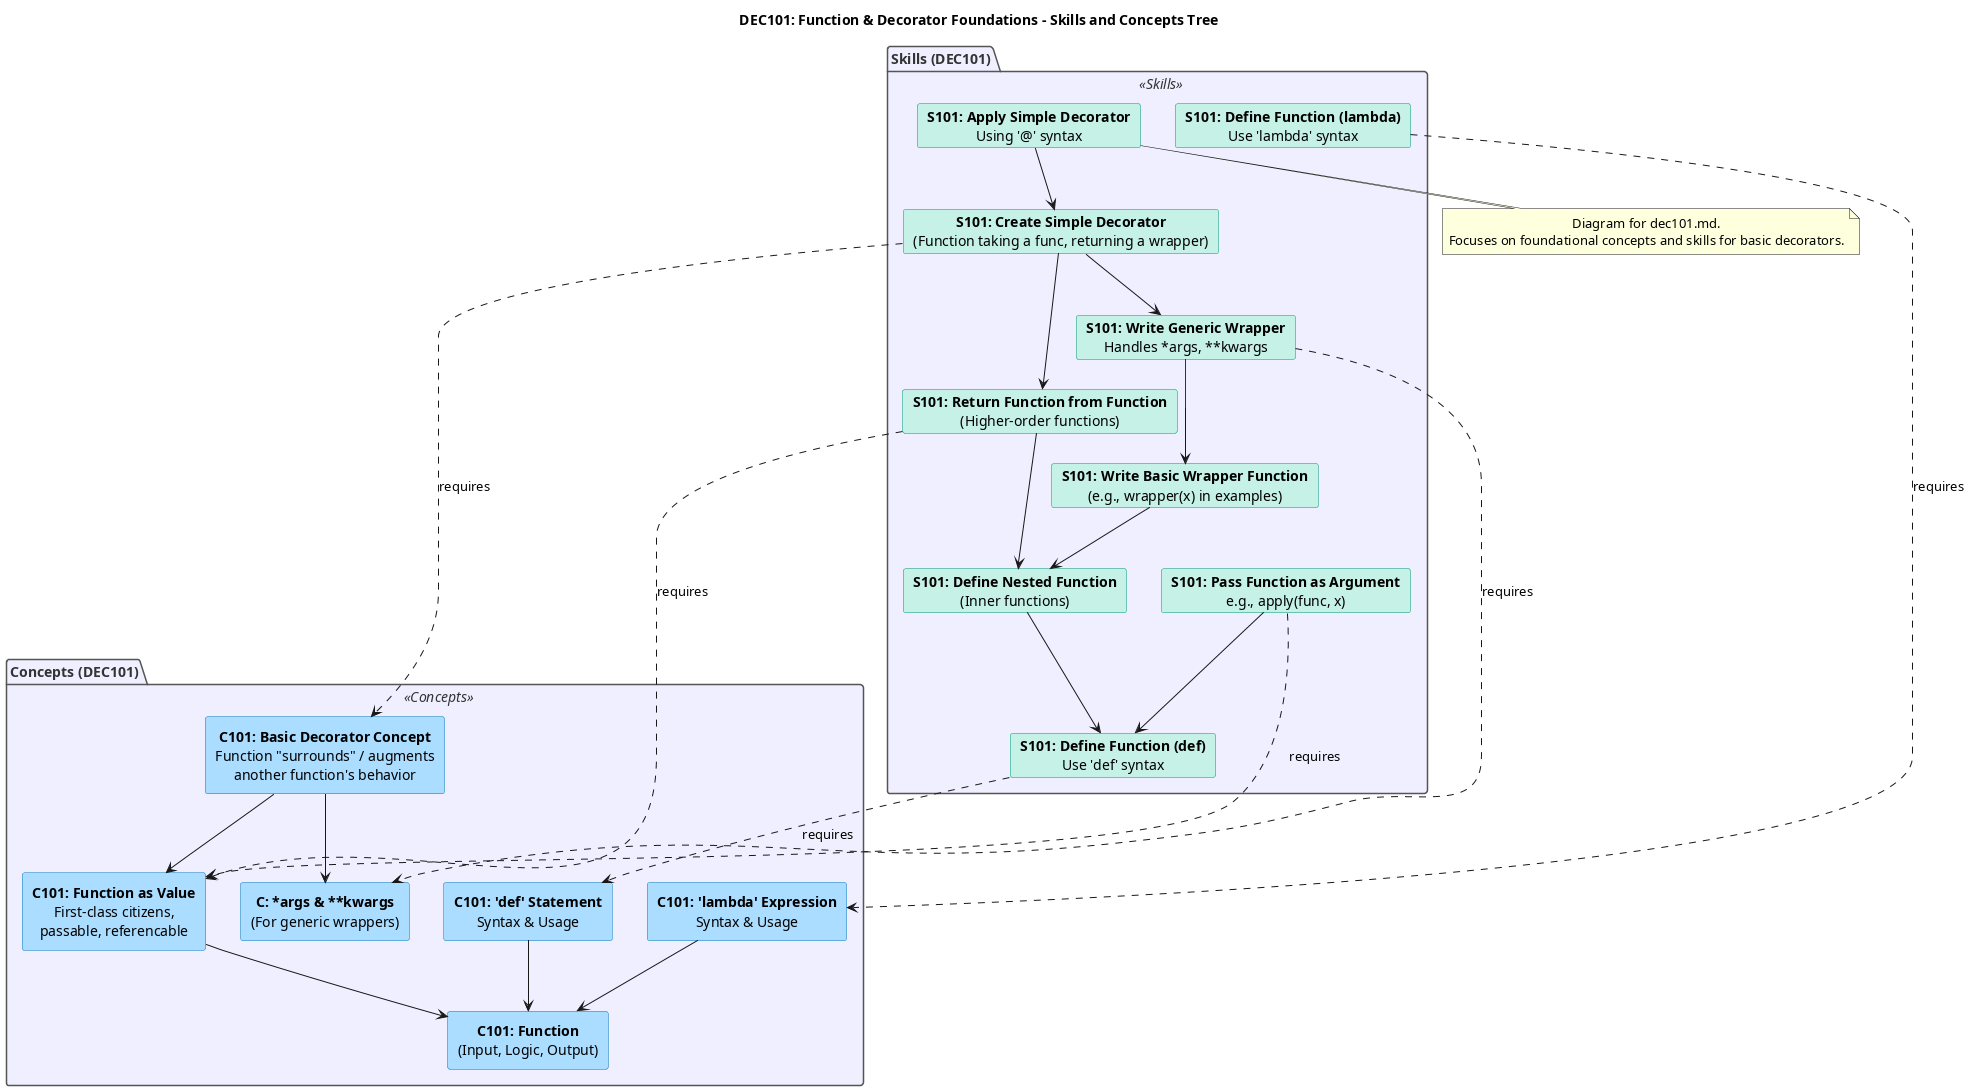 DEC101: Function & Decorator Foundations - Skills and Concepts Tree
Skills (DEC101)
«Skills»
S101: Apply Simple Decorator
Using '@' syntax
S101: Define Function (lambda)
Use 'lambda' syntax
Diagram for dec101.md.
Focuses on foundational concepts and skills for basic decorators.
S101: Create Simple Decorator
(Function taking a func, returning a wrapper)
S101: Write Generic Wrapper
Handles *args, **kwargs
S101: Return Function from Function
(Higher-order functions)
S101: Write Basic Wrapper Function
(e.g., wrapper(x) in examples)
requires
requires
S101: Define Nested Function
(Inner functions)
S101: Pass Function as Argument
e.g., apply(func, x)
requires
requires
S101: Define Function (def)
Use 'def' syntax
requires
requires
Concepts (DEC101)
«Concepts»
C101: Basic Decorator Concept
Function "surrounds" / augments
another function's behavior
C101: Function as Value
First-class citizens,
passable, referencable
C: *args & **kwargs
(For generic wrappers)
C101: 'def' Statement
Syntax & Usage
C101: 'lambda' Expression
Syntax & Usage
C101: Function
(Input, Logic, Output)